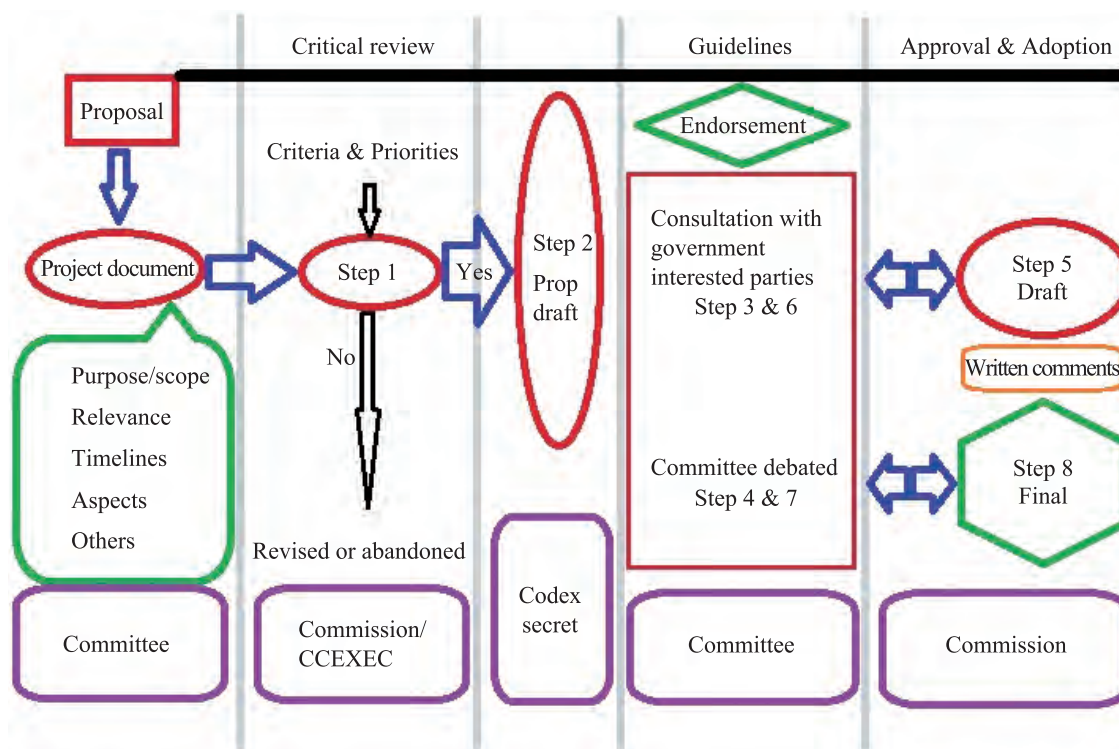 Critical review
Guidelines
Approval & Adoption
Proposal
Project document
Purpose/scope
Relevance
Timelines
Aspects
Others
Committee
Criteria & Priorities
Step 1
Yes
No
Revised or abandoned
Commission/
CCEXEC
Step 2
Prop
draft
Codex
secret
Endorsement
Consultation with
government
interested parties
Step 3 & 6
Committee debated
Step 4 & 7
Committee
Step 5
Draft
Written comments
Step 8
Final
Commission